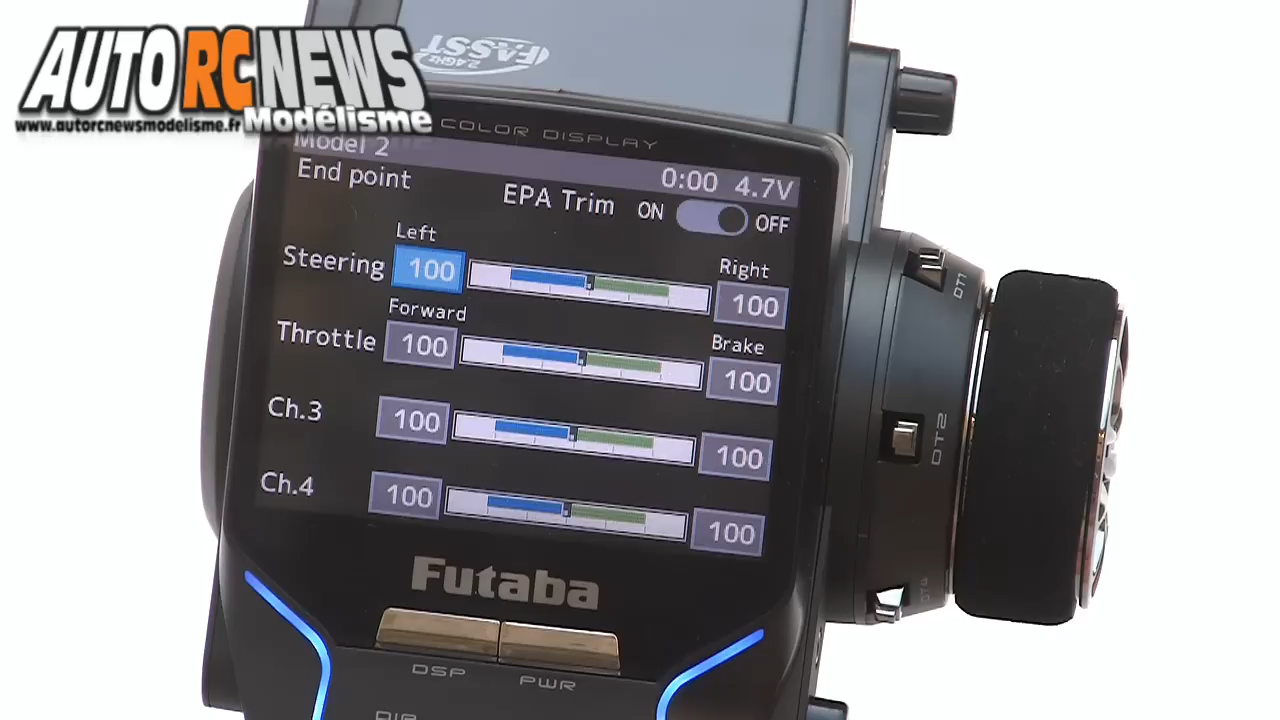 AUTO RC NEWS
Modélisme
www.autorcnewsmodelisme.fr
2.4GHz FASST
COLOR DISPLAY
Model 2
0:00 4.7V
End point
EPA Trim ON OFF
Left
Steering 100
Right
100
Forward
Throttle 100
Brake
100
Ch.3 100 100
Ch.4 100 100
Futaba
DSP PWR
DT1
DT2
DT4